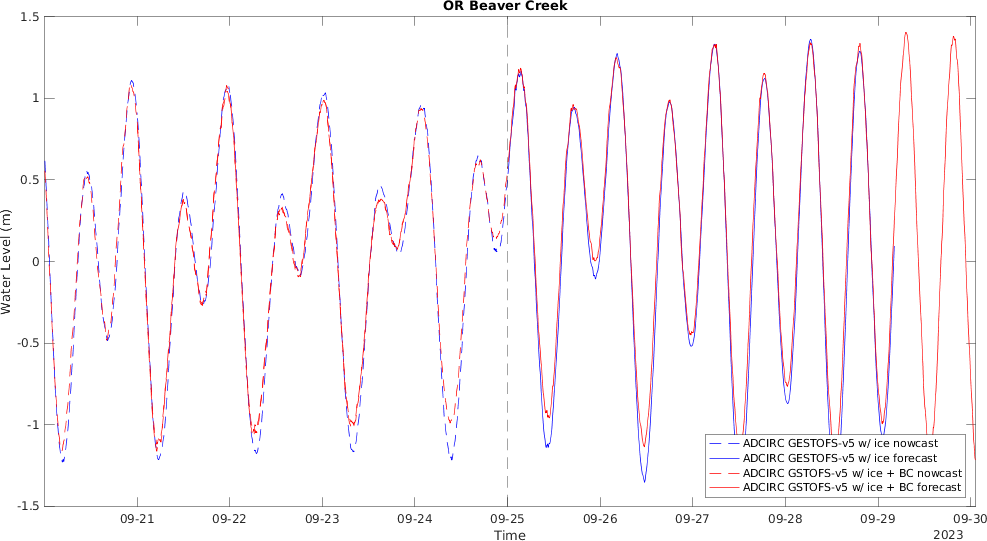 OR Beaver Creek
1.5
1
0.5
0
-0.5
-1
-1.5
Water Level (m)
ADCIRC GESTOFS-v5 w/ ice nowcast
ADCIRC GESTOFS-v5 w/ ice forecast
ADCIRC GSTOFS-v5 w/ ice + BC nowcast
ADCIRC GSTOFS-v5 w/ ice + BC forecast
09-21 09-22 09-23 09-24 09-25 09-26 09-27 09-28 09-29 09-30
Time
2023